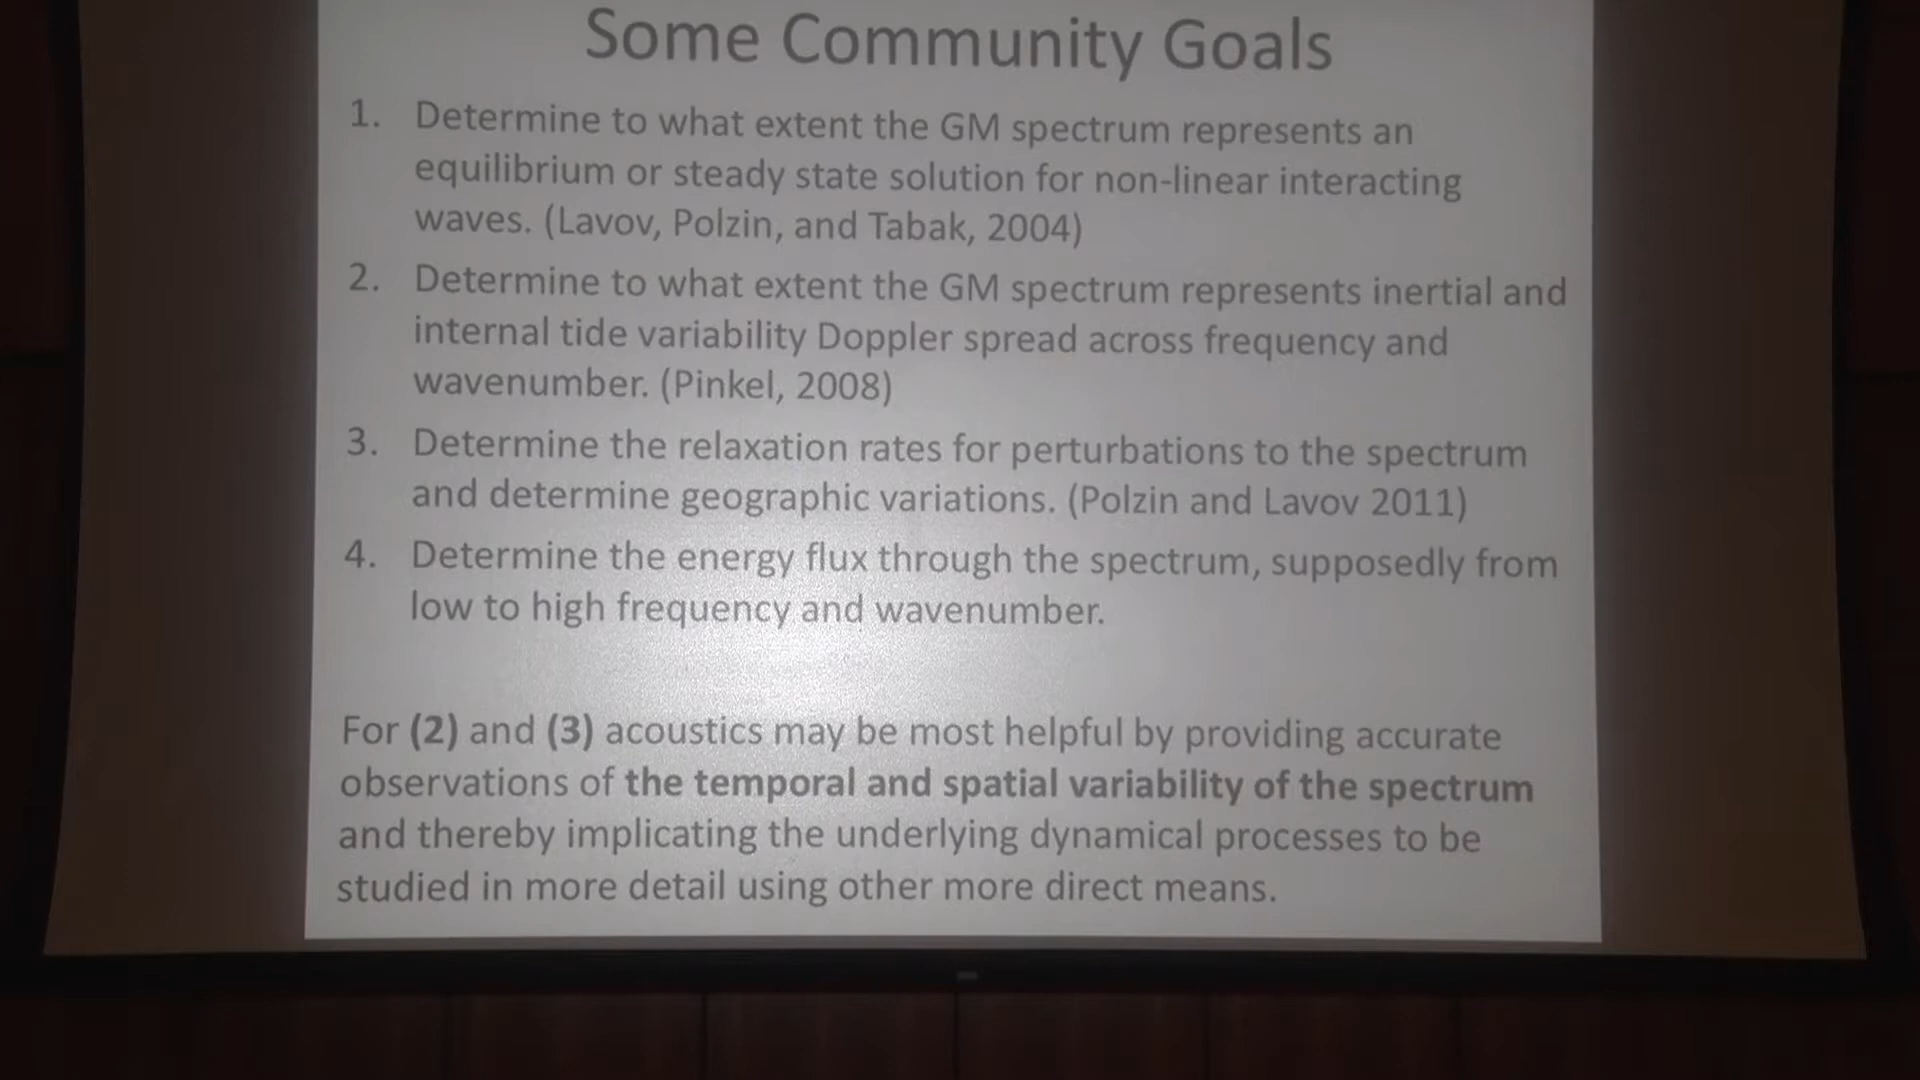 Some Community Goals
1. Determine to what extent the GM spectrum represents an
equilibrium or steady state solution for non-linear interacting
waves. (Lavov, Polzin, and Tabak, 2004)
2. Determine to what extent the GM spectrum represents inertial and
internal tide variability Doppler spread across frequency and
wavenumber. (Pinkel, 2008)
3. Determine the relaxation rates for perturbations to the spectrum
and determine geographic variations. (Polzin and Lavov 2011)
4. Determine the energy flux through the spectrum, supposedly from
low to high frequency and wavenumber.
For (2) and (3) acoustics may be most helpful by providing accurate
observations of the temporal and spatial variability of the spectrum
and thereby implicating the underlying dynamical processes to be
studied in more detail using other more direct means.